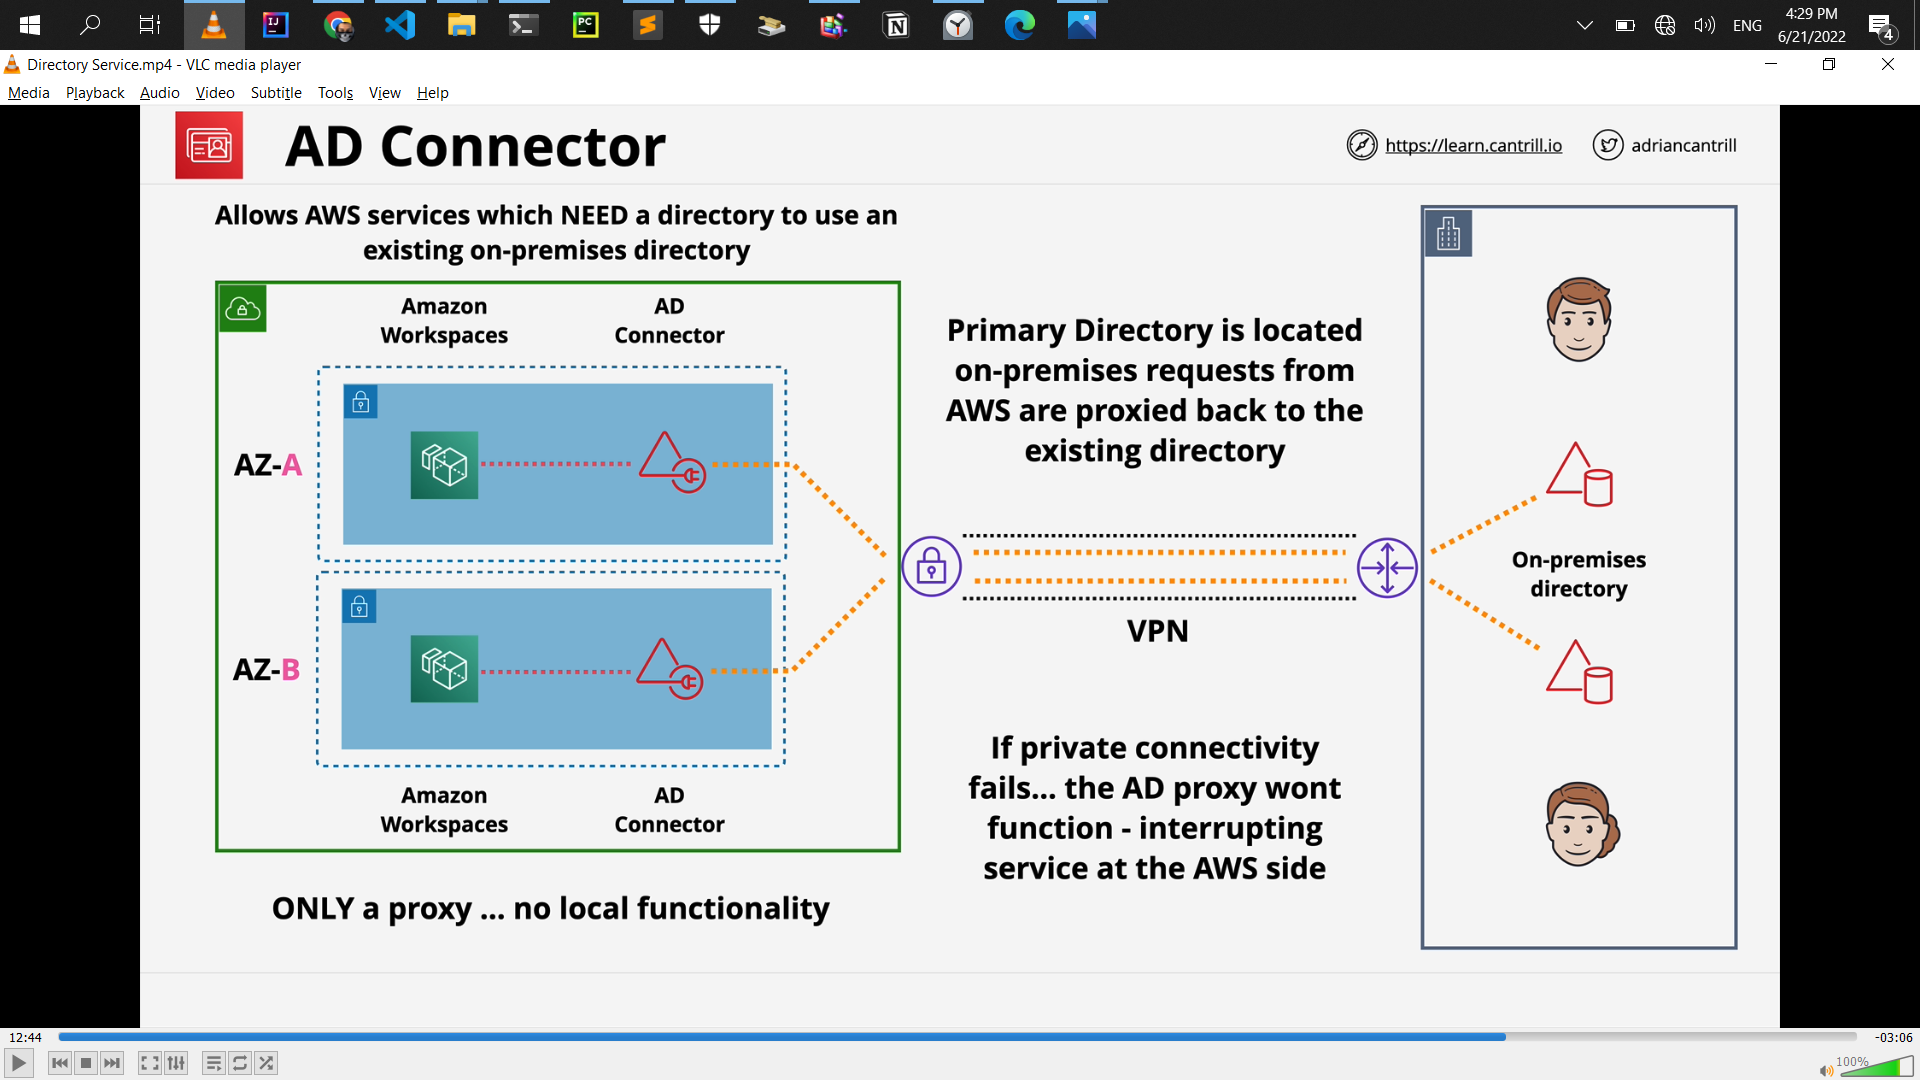 ENG
4:29 PM
6/21/2022
4
Directory Service.mp4 - VLC media player
Media Playback Audio Video Subtitle Tools View Help
AD Connector
https://learn.cantrill.io
adriancantrill
Allows AWS services which NEED a directory to use an
existing on-premises directory
Amazon
Workspaces
AD
Connector
AZ-A
AZ-B
Amazon
Workspaces
AD
Connector
ONLY a proxy ... no local functionality
Primary Directory is located
on-premises requests from
AWS are proxied back to the
existing directory
VPN
If private connectivity
fails... the AD proxy wont
function - interrupting
service at the AWS side
On-premises
directory
12:44
-03:06
100%
IJ
PC